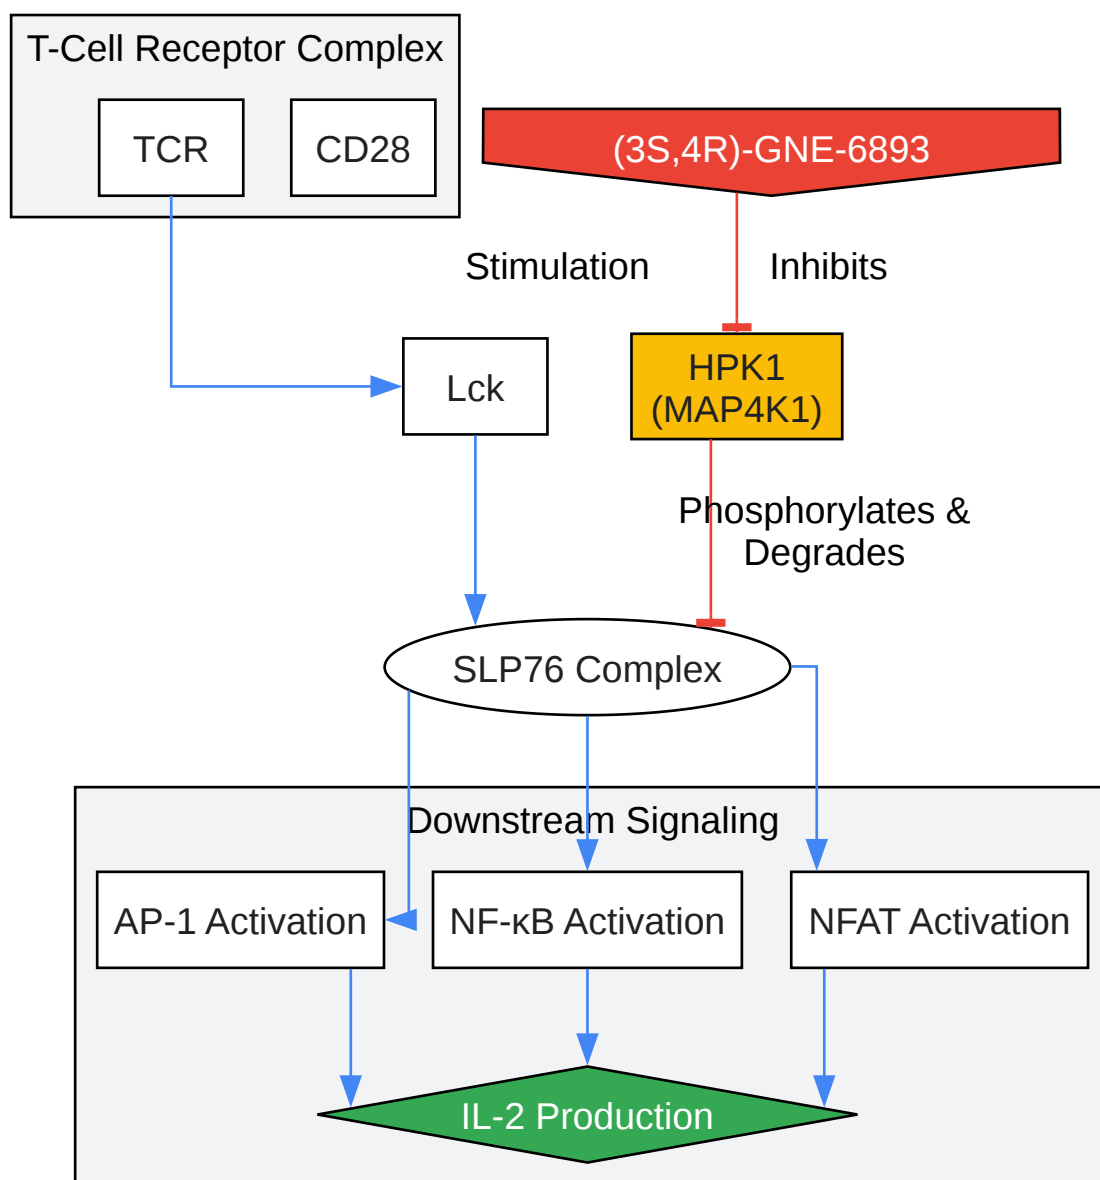 T-Cell Receptor Complex
TCR
CD28
(3S,4R)-GNE-6893
Stimulation
Inhibits
Lck
HPK1
(MAP4K1)
Phosphorylates &
Degrades
SLP76 Complex
Downstream Signaling
AP-1 Activation
NF-κB Activation
NFAT Activation
IL-2 Production